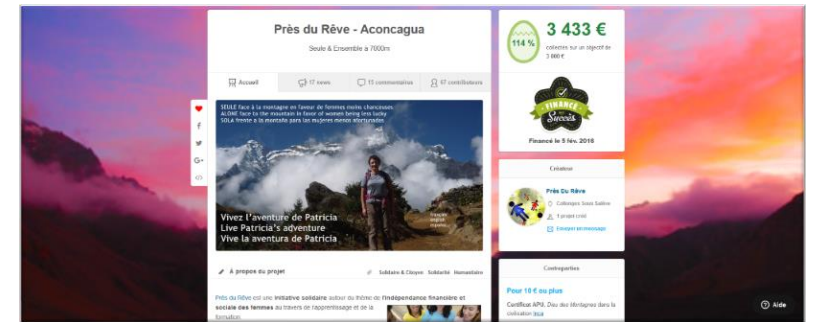 Près du Rêve - Aconcagua
Seule & Ensemble à 7000m
Accueil
17 news
15 commentaires
67 contributeurs
SEULE face à la montagne en faveur de femmes moins chanceuses
ALONE face to the mountain in favor of women being less lucky
SOLA frente a la montaña para las mujeres menos afortunadas
Vivez l'aventure de Patricia
Live Patricia's adventure
Vive la aventura de Patricia
français
english
español
À propos du projet
Solidaire & Citoyen Solidarité Humanitaire
Près du Rêve est une initiative solidaire autour du thème de l'indépendance financière et
sociale des femmes au travers de l'apprentissage et de la
formation.
114 %
3 433 €
collectés sur un objectif de
3 000 €
FINANCÉ
Succès
Financé le 5 fév. 2016
Créateur
Près Du Rêve
Collonges Sous Salève
1 projet créé
Envoyer un message
Contreparties
Pour 10 € ou plus
Certificat APU, Dieu des Montagnes dans la
civilisation Inca
Aide